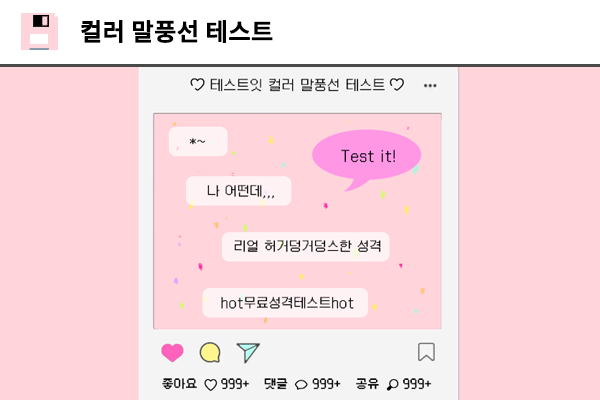 컬러 말풍선 테스트
♡ 테스트잇 컬러 말풍선 테스트 ♡ ···
*~
Test it!
나 어떤데,,,
리얼 허거덩거덩스한 성격
hot무료성격테스트hot
좋아요 ♡ 999+ 댓글 999+ 공유 999+